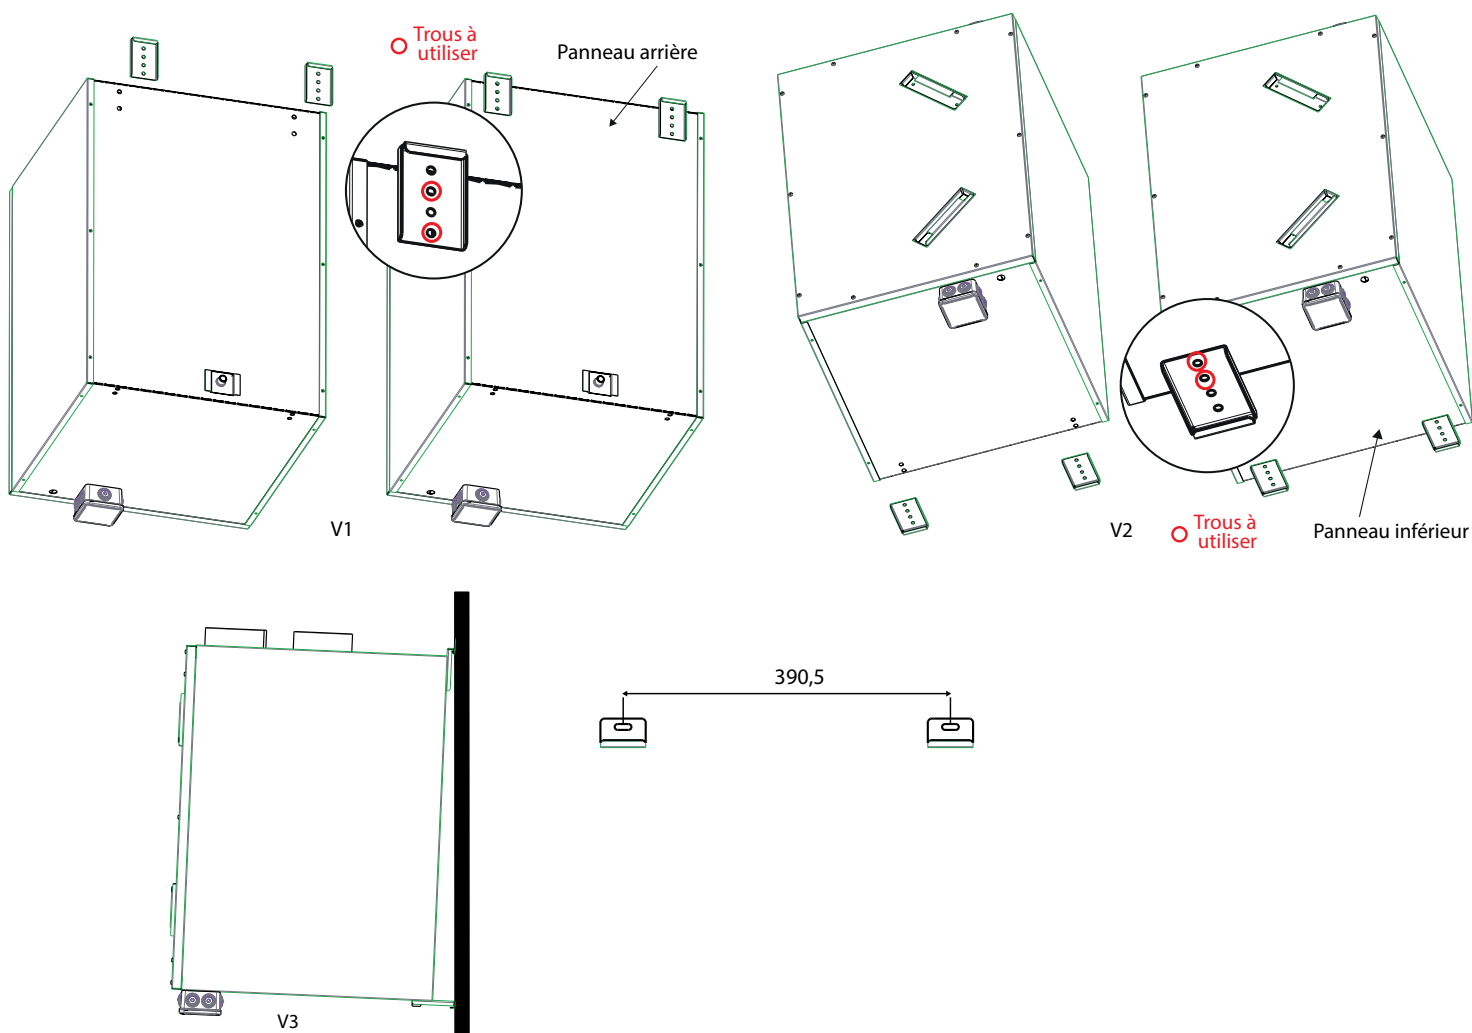 Trous à
utiliser
Panneau arrière
V1
V2
Trous à
utiliser
Panneau inférieur
390,5
V3